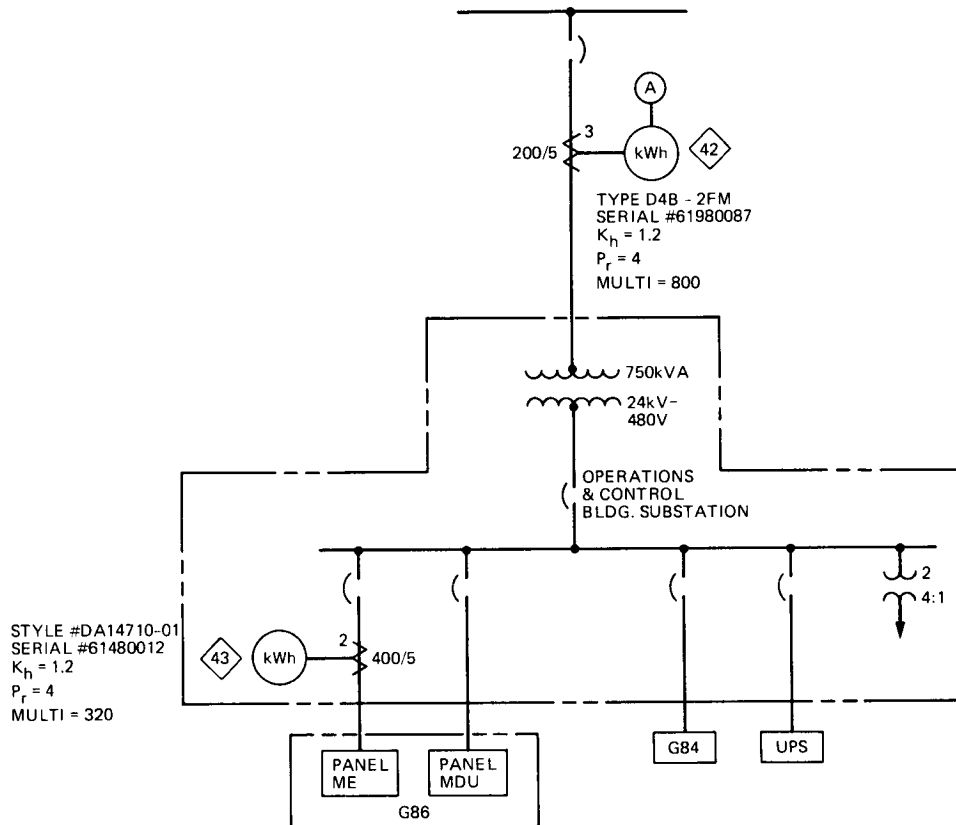 A
3
200/5
kWh
42
TYPE D4B - 2FM
SERIAL #61980087
Kh = 1.2
Pr = 4
MULTI = 800
750kVA
24kV-
480V
OPERATIONS
& CONTROL
BLDG. SUBSTATION
2
4:1
STYLE #DA14710-01
SERIAL #61480012
Kh = 1.2
Pr = 4
MULTI = 320
43
kWh
2
400/5
PANEL
ME
PANEL
MDU
G86
G84
UPS